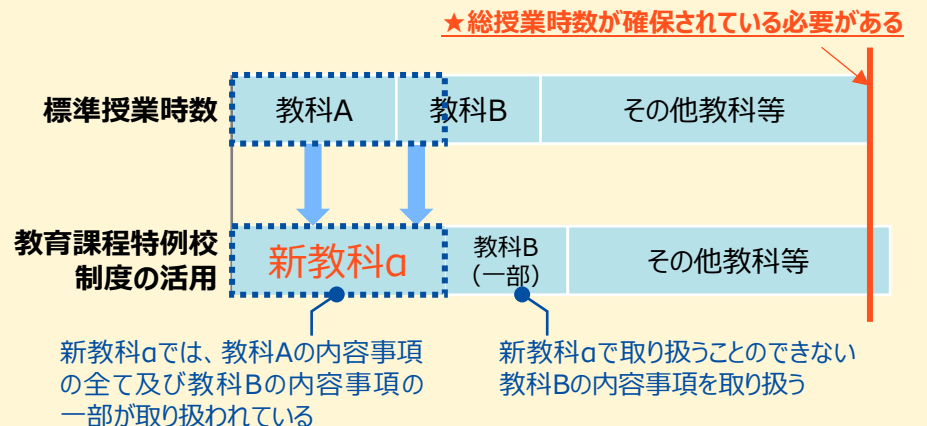 ★総授業時数が確保されている必要がある
標準授業時数
教科A
教科B
その他教科等
教育課程特例校
制度の活用
新教科α
教科B
（一部）
その他教科等
新教科αでは、教科Aの内容事項
の全て及び教科Bの内容事項の
一部が取り扱われている
新教科αで取り扱うことのできない
教科Bの内容事項を取り扱う